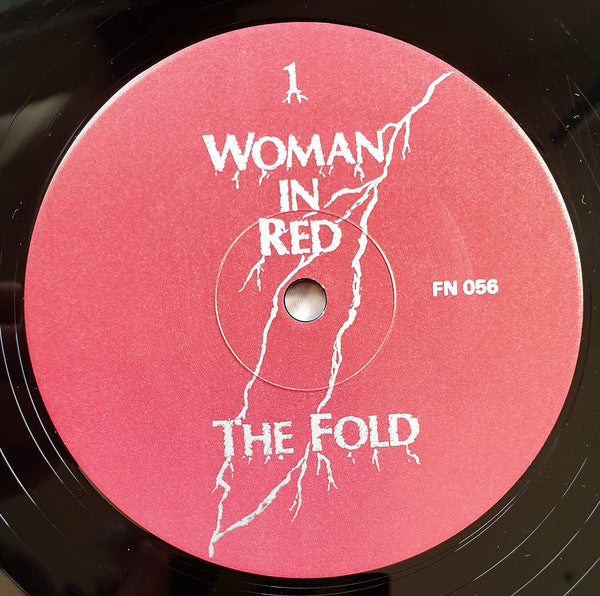 1
WOMAN
IN
RED
FN 056
THE FOLD